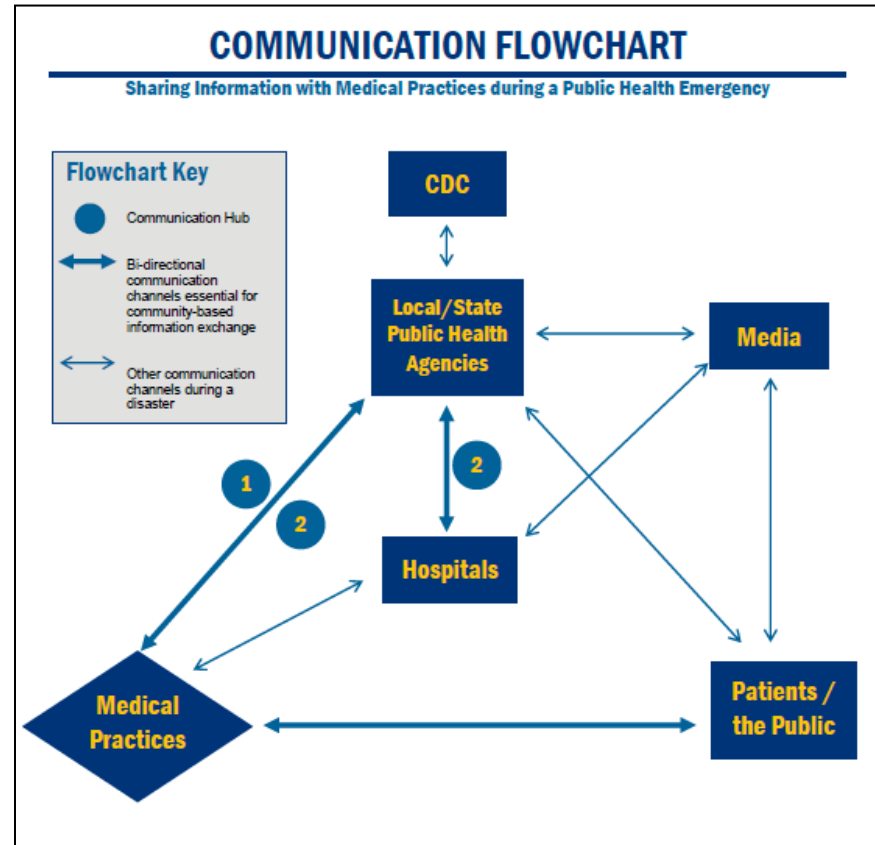 COMMUNICATION FLOWCHART
Sharing Information with Medical Practices during a Public Health Emergency
Flowchart Key
Communication Hub
Bi-directional
communication
channels essential for
community-based
information exchange
Other communication
channels during a
disaster
CDC
Local/State
Public Health
Agencies
Media
1
2
2
Hospitals
Medical
Practices
Patients /
the Public